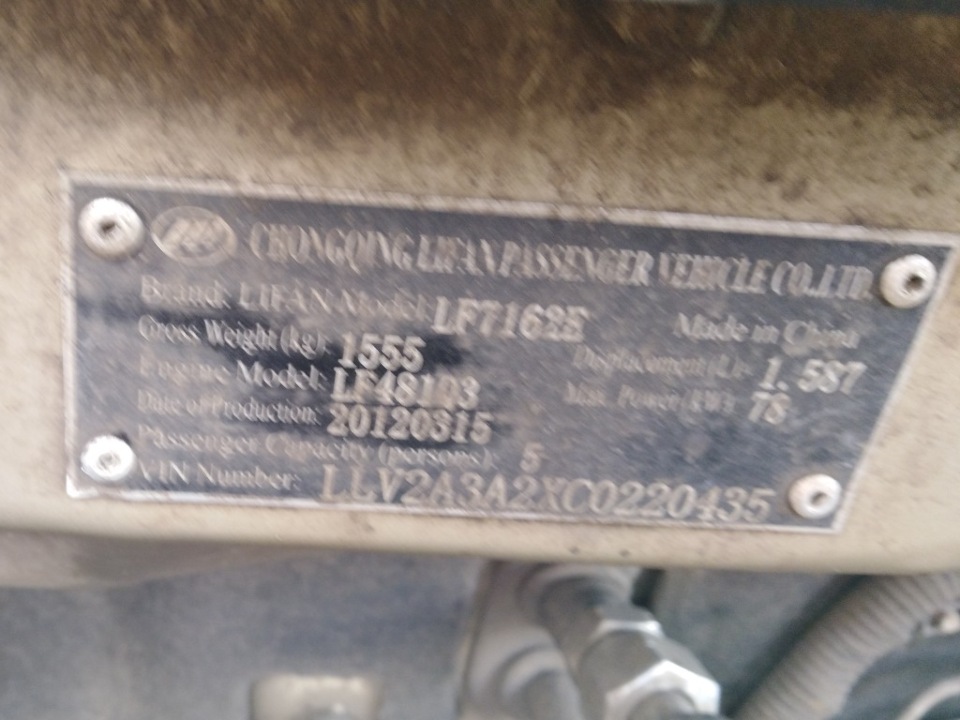 CHONGQING LIFAN PASSENGER VEHICLE CO.,LTD.
Brand: LIFAN Model: LF7162E Made in China
Gross Weight (kg): 1555 Displacement (L): 1.587
Engine Model: LF481Q3 Max. Power (kW): 78
Date of Production: 20120315
Passenger Capacity (persons): 5
VIN Number: LLV2A3A2XC0220435